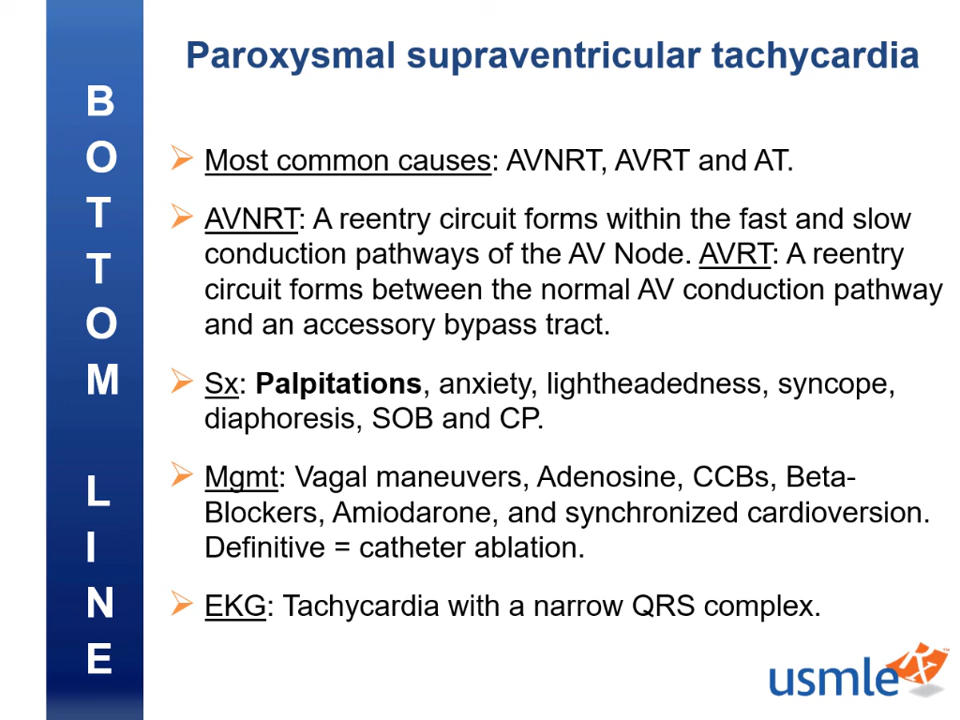 Paroxysmal supraventricular tachycardia
BOTTOM LINE
➢ Most common causes: AVNRT, AVRT and AT.
➢ AVNRT: A reentry circuit forms within the fast and slow
conduction pathways of the AV Node. AVRT: A reentry
circuit forms between the normal AV conduction pathway
and an accessory bypass tract.
➢ Sx: Palpitations, anxiety, lightheadedness, syncope,
diaphoresis, SOB and CP.
➢ Mgmt: Vagal maneuvers, Adenosine, CCBs, Beta-
Blockers, Amiodarone, and synchronized cardioversion.
Definitive = catheter ablation.
➢ EKG: Tachycardia with a narrow QRS complex.
usmle Rx™